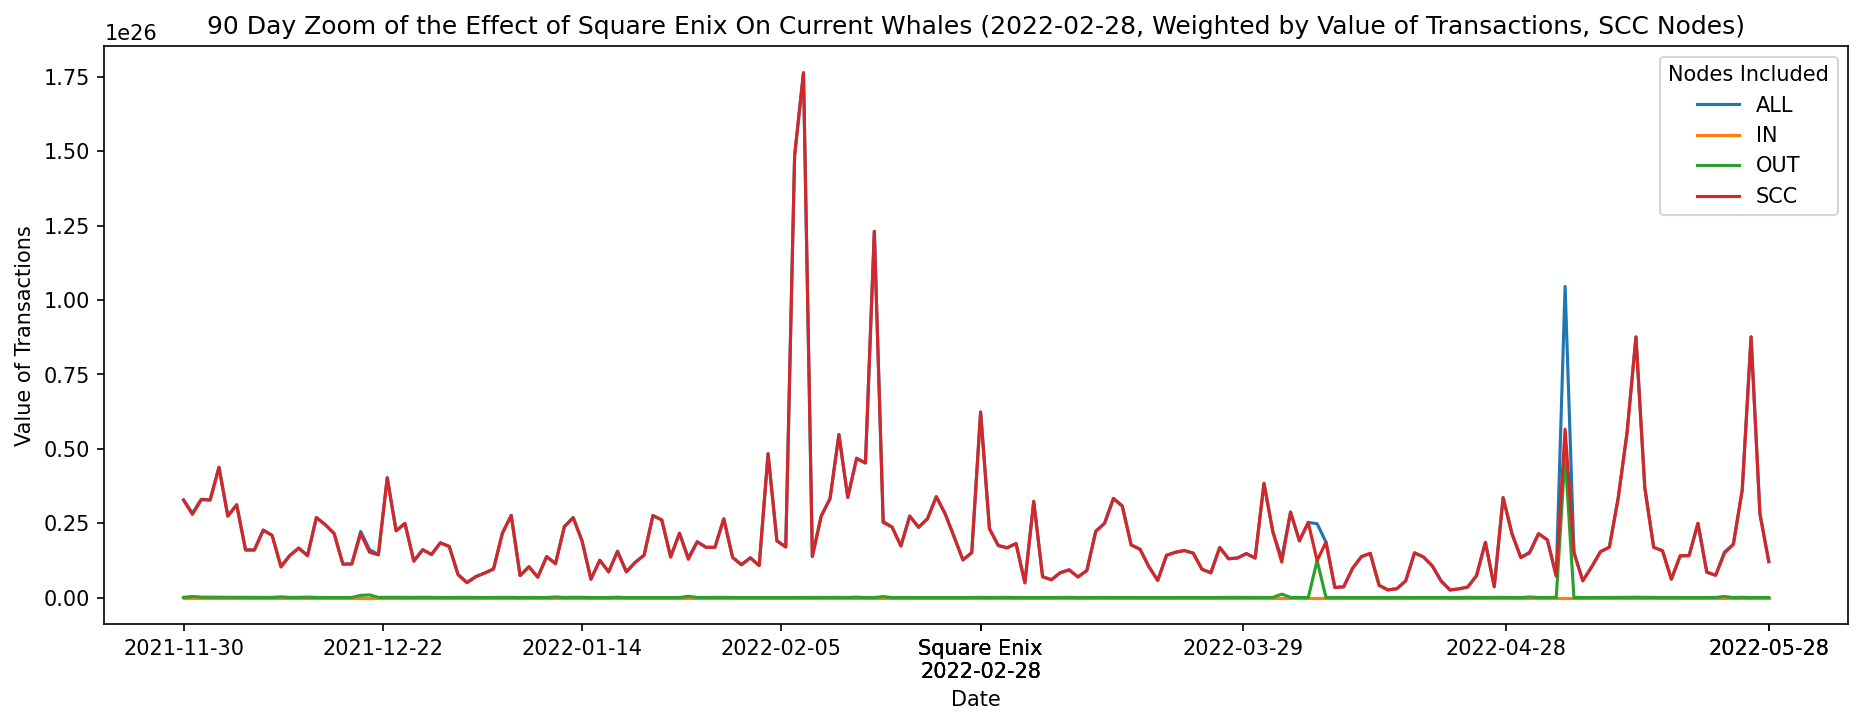 90 Day Zoom of the Effect of Square Enix On Current Whales (2022-02-28, Weighted by Value of Transactions, SCC Nodes)
1e26
1.75
1.50
1.25
1.00
0.75
0.50
0.25
0.00
Value of Transactions
Nodes Included
ALL
IN
OUT
SCC
2021-11-30
2021-12-22
2022-01-14
2022-02-05
Square Enix
2022-02-28
2022-03-29
2022-04-28
2022-05-28
Date